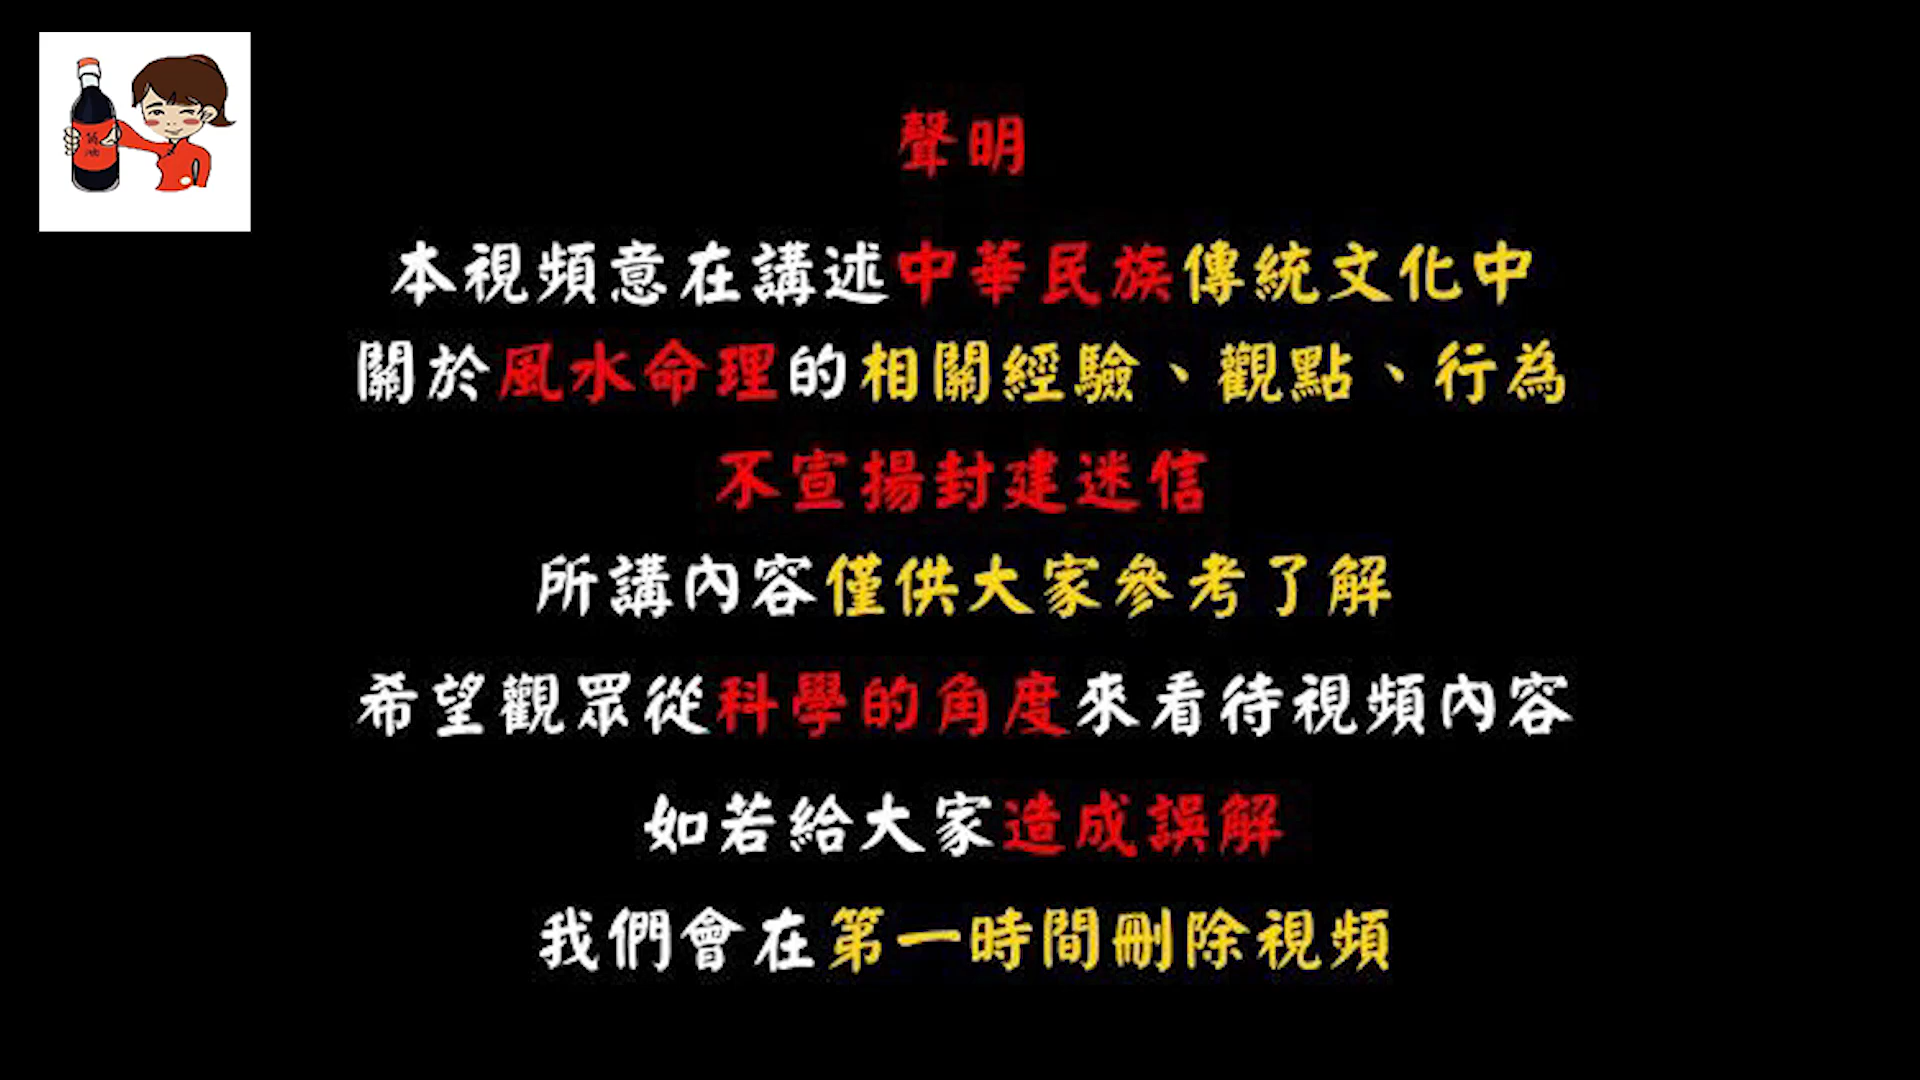 聲明
本視頻意在講述中華民族傳統文化中
關於風水命理的相關經驗、觀點、行為
不宣揚封建迷信
所講內容僅供大家參考了解
希望觀眾從科學的角度來看待視頻內容
如若給大家造成誤解
我們會在第一時間刪除視頻